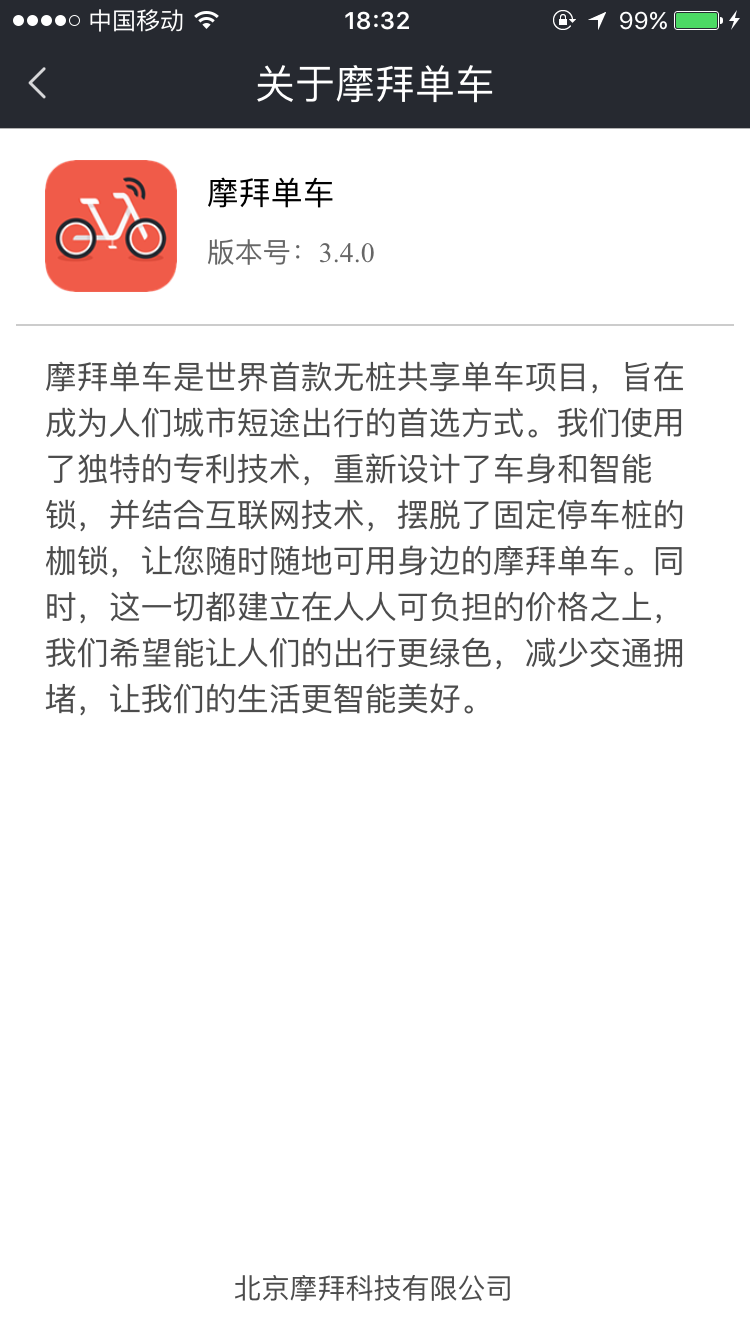 中国移动 18:32 99%
关于摩拜单车
摩拜单车
版本号：3.4.0
摩拜单车是世界首款无桩共享单车项目，旨在
成为人们城市短途出行的首选方式。我们使用
了独特的专利技术，重新设计了车身和智能
锁，并结合互联网技术，摆脱了固定停车桩的
枷锁，让您随时随地可用身边的摩拜单车。同
时，这一切都建立在人人可负担的价格之上，
我们希望能让人们的出行更绿色，减少交通拥
堵，让我们的生活更智能美好。
北京摩拜科技有限公司